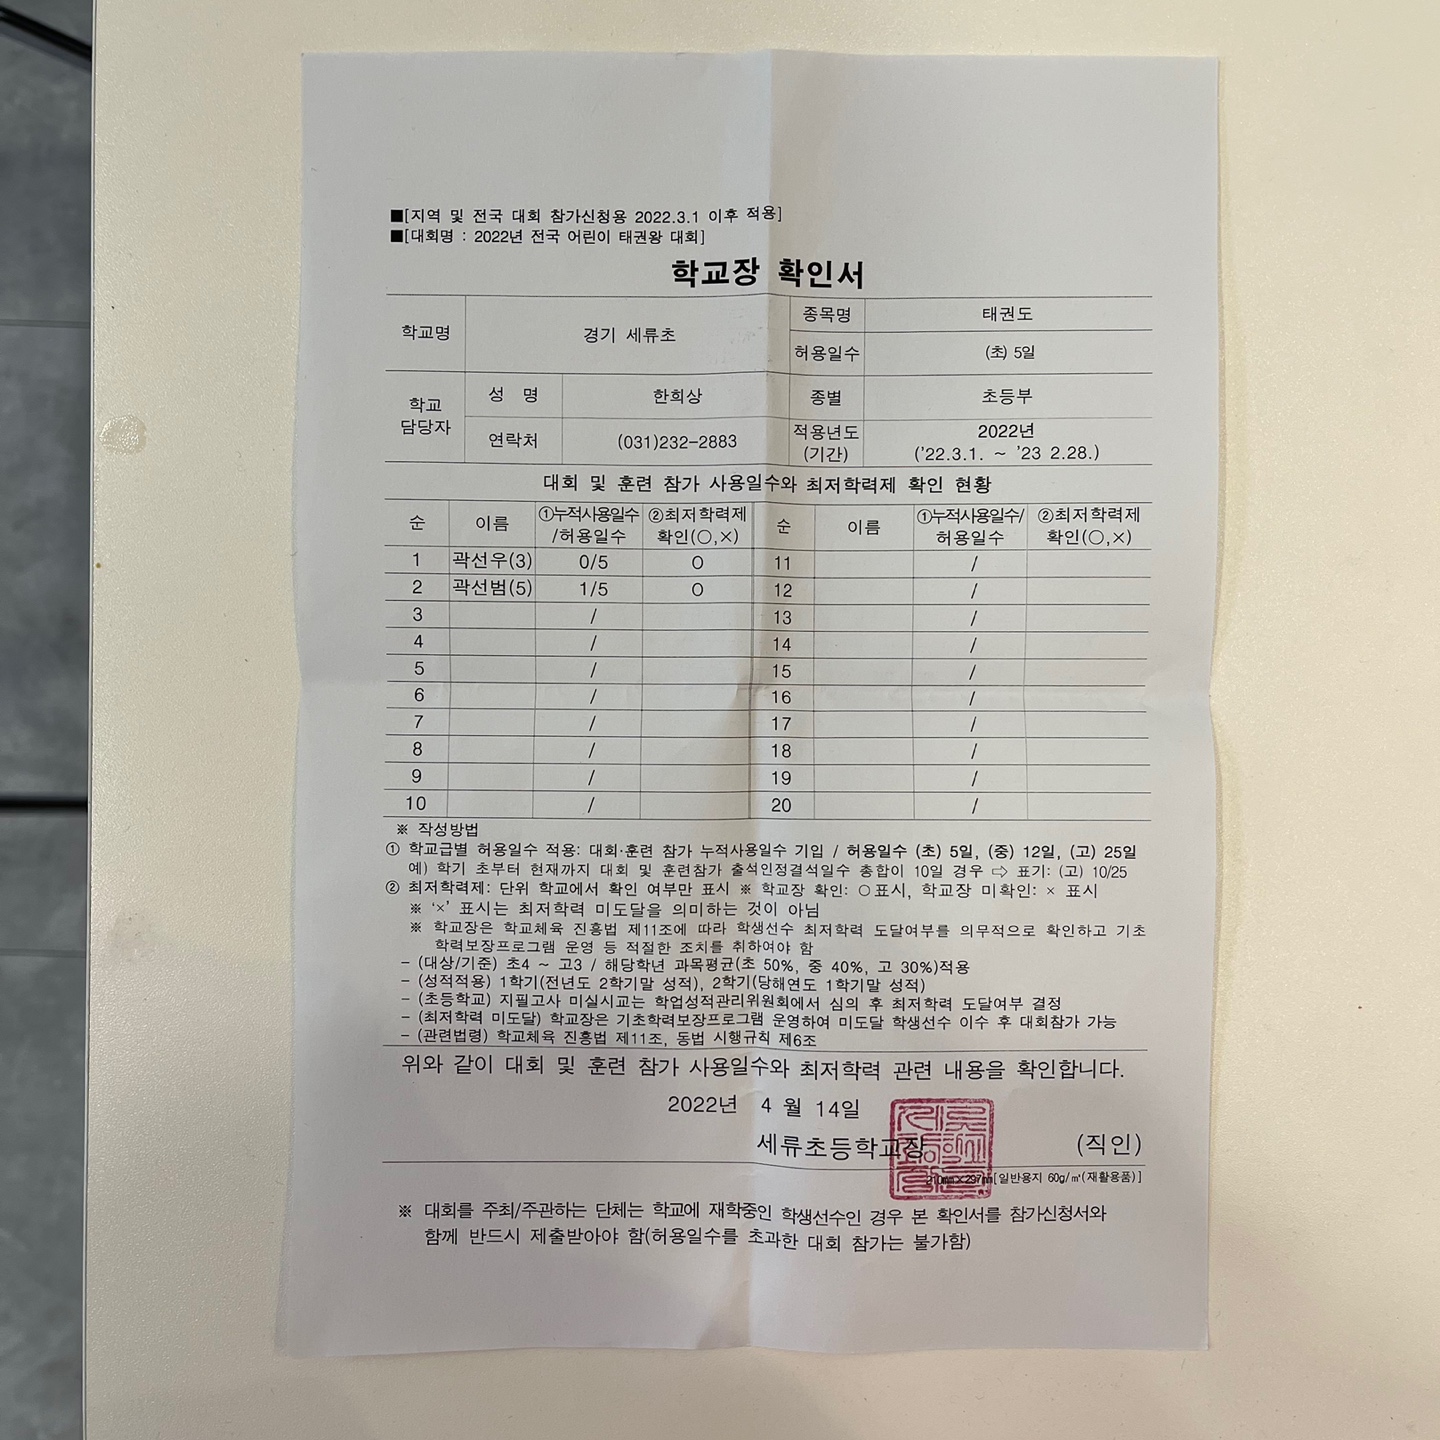 ■[지역 및 전국 대회 참가신청용 2022.3.1 이후 적용]
■[대회명 : 2022년 전국 어린이 태권왕 대회]
학교장 확인서
학교명 경기 세류초 종목명 태권도
허용일수 (초) 5일
학교 담당자 성 명 한희상 종별 초등부
연락처 (031)232-2883 적용년도 (기간) 2022년 ('22.3.1. ~ '23 2.28.)
대회 및 훈련 참가 사용일수와 최저학력제 확인 현황
순 이름 ①누적사용일수 /허용일수 ②최저학력제 확인(○,×) 순 이름 ①누적사용일수/ 허용일수 ②최저학력제 확인(○,×)
1 곽선우(3) 0/5 O 11 /
2 곽선범(5) 1/5 O 12 /
3 / 13 /
4 / 14 /
5 / 15 /
6 / 16 /
7 / 17 /
8 / 18 /
9 / 19 /
10 / 20 /
※ 작성방법
① 학교급별 허용일수 적용: 대회·훈련 참가 누적사용일수 기입 / 허용일수 (초) 5일, (중) 12일, (고) 25일
예) 학기 초부터 현재까지 대회 및 훈련참가 출석인정결석일수 총합이 10일 경우 ⇨ 표기: (고) 10/25
② 최저학력제: 단위 학교에서 확인 여부만 표시 ※ 학교장 확인: ○표시, 학교장 미확인: × 표시
※ '×' 표시는 최저학력 미도달을 의미하는 것이 아님
※ 학교장은 학교체육 진흥법 제11조에 따라 학생선수 최저학력 도달여부를 의무적으로 확인하고 기초
학력보장프로그램 운영 등 적절한 조치를 취하여야 함
- (대상/기준) 초4 ~ 고3 / 해당학년 과목평균(초 50%, 중 40%, 고 30%)적용
- (성적적용) 1학기(전년도 2학기말 성적), 2학기(당해연도 1학기말 성적)
- (초등학교) 지필고사 미실시교는 학업성적관리위원회에서 심의 후 최저학력 도달여부 결정
- (최저학력 미도달) 학교장은 기초학력보장프로그램 운영하여 미도달 학생선수 이수 후 대회참가 가능
- (관련법령) 학교체육 진흥법 제11조, 동법 시행규칙 제6조
위와 같이 대회 및 훈련 참가 사용일수와 최저학력 관련 내용을 확인합니다.
2022년 4 월 14일
세류초등학교장 (직인)
210㎜×297㎜[일반용지 60g/㎡(재활용품)]
※ 대회를 주최/주관하는 단체는 학교에 재학중인 학생선수인 경우 본 확인서를 참가신청서와
함께 반드시 제출받아야 함(허용일수를 초과한 대회 참가는 불가함)